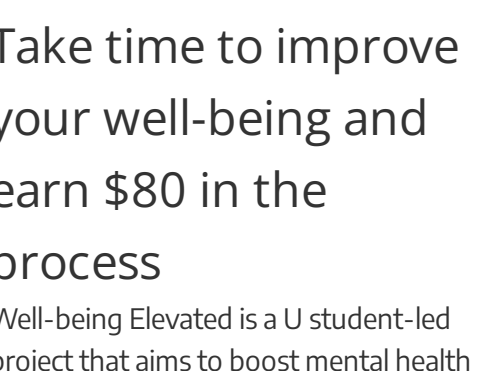 Take time to improve
your well-being and
earn $80 in the
process
Well-being Elevated is a U student-led
project that aims to boost mental health